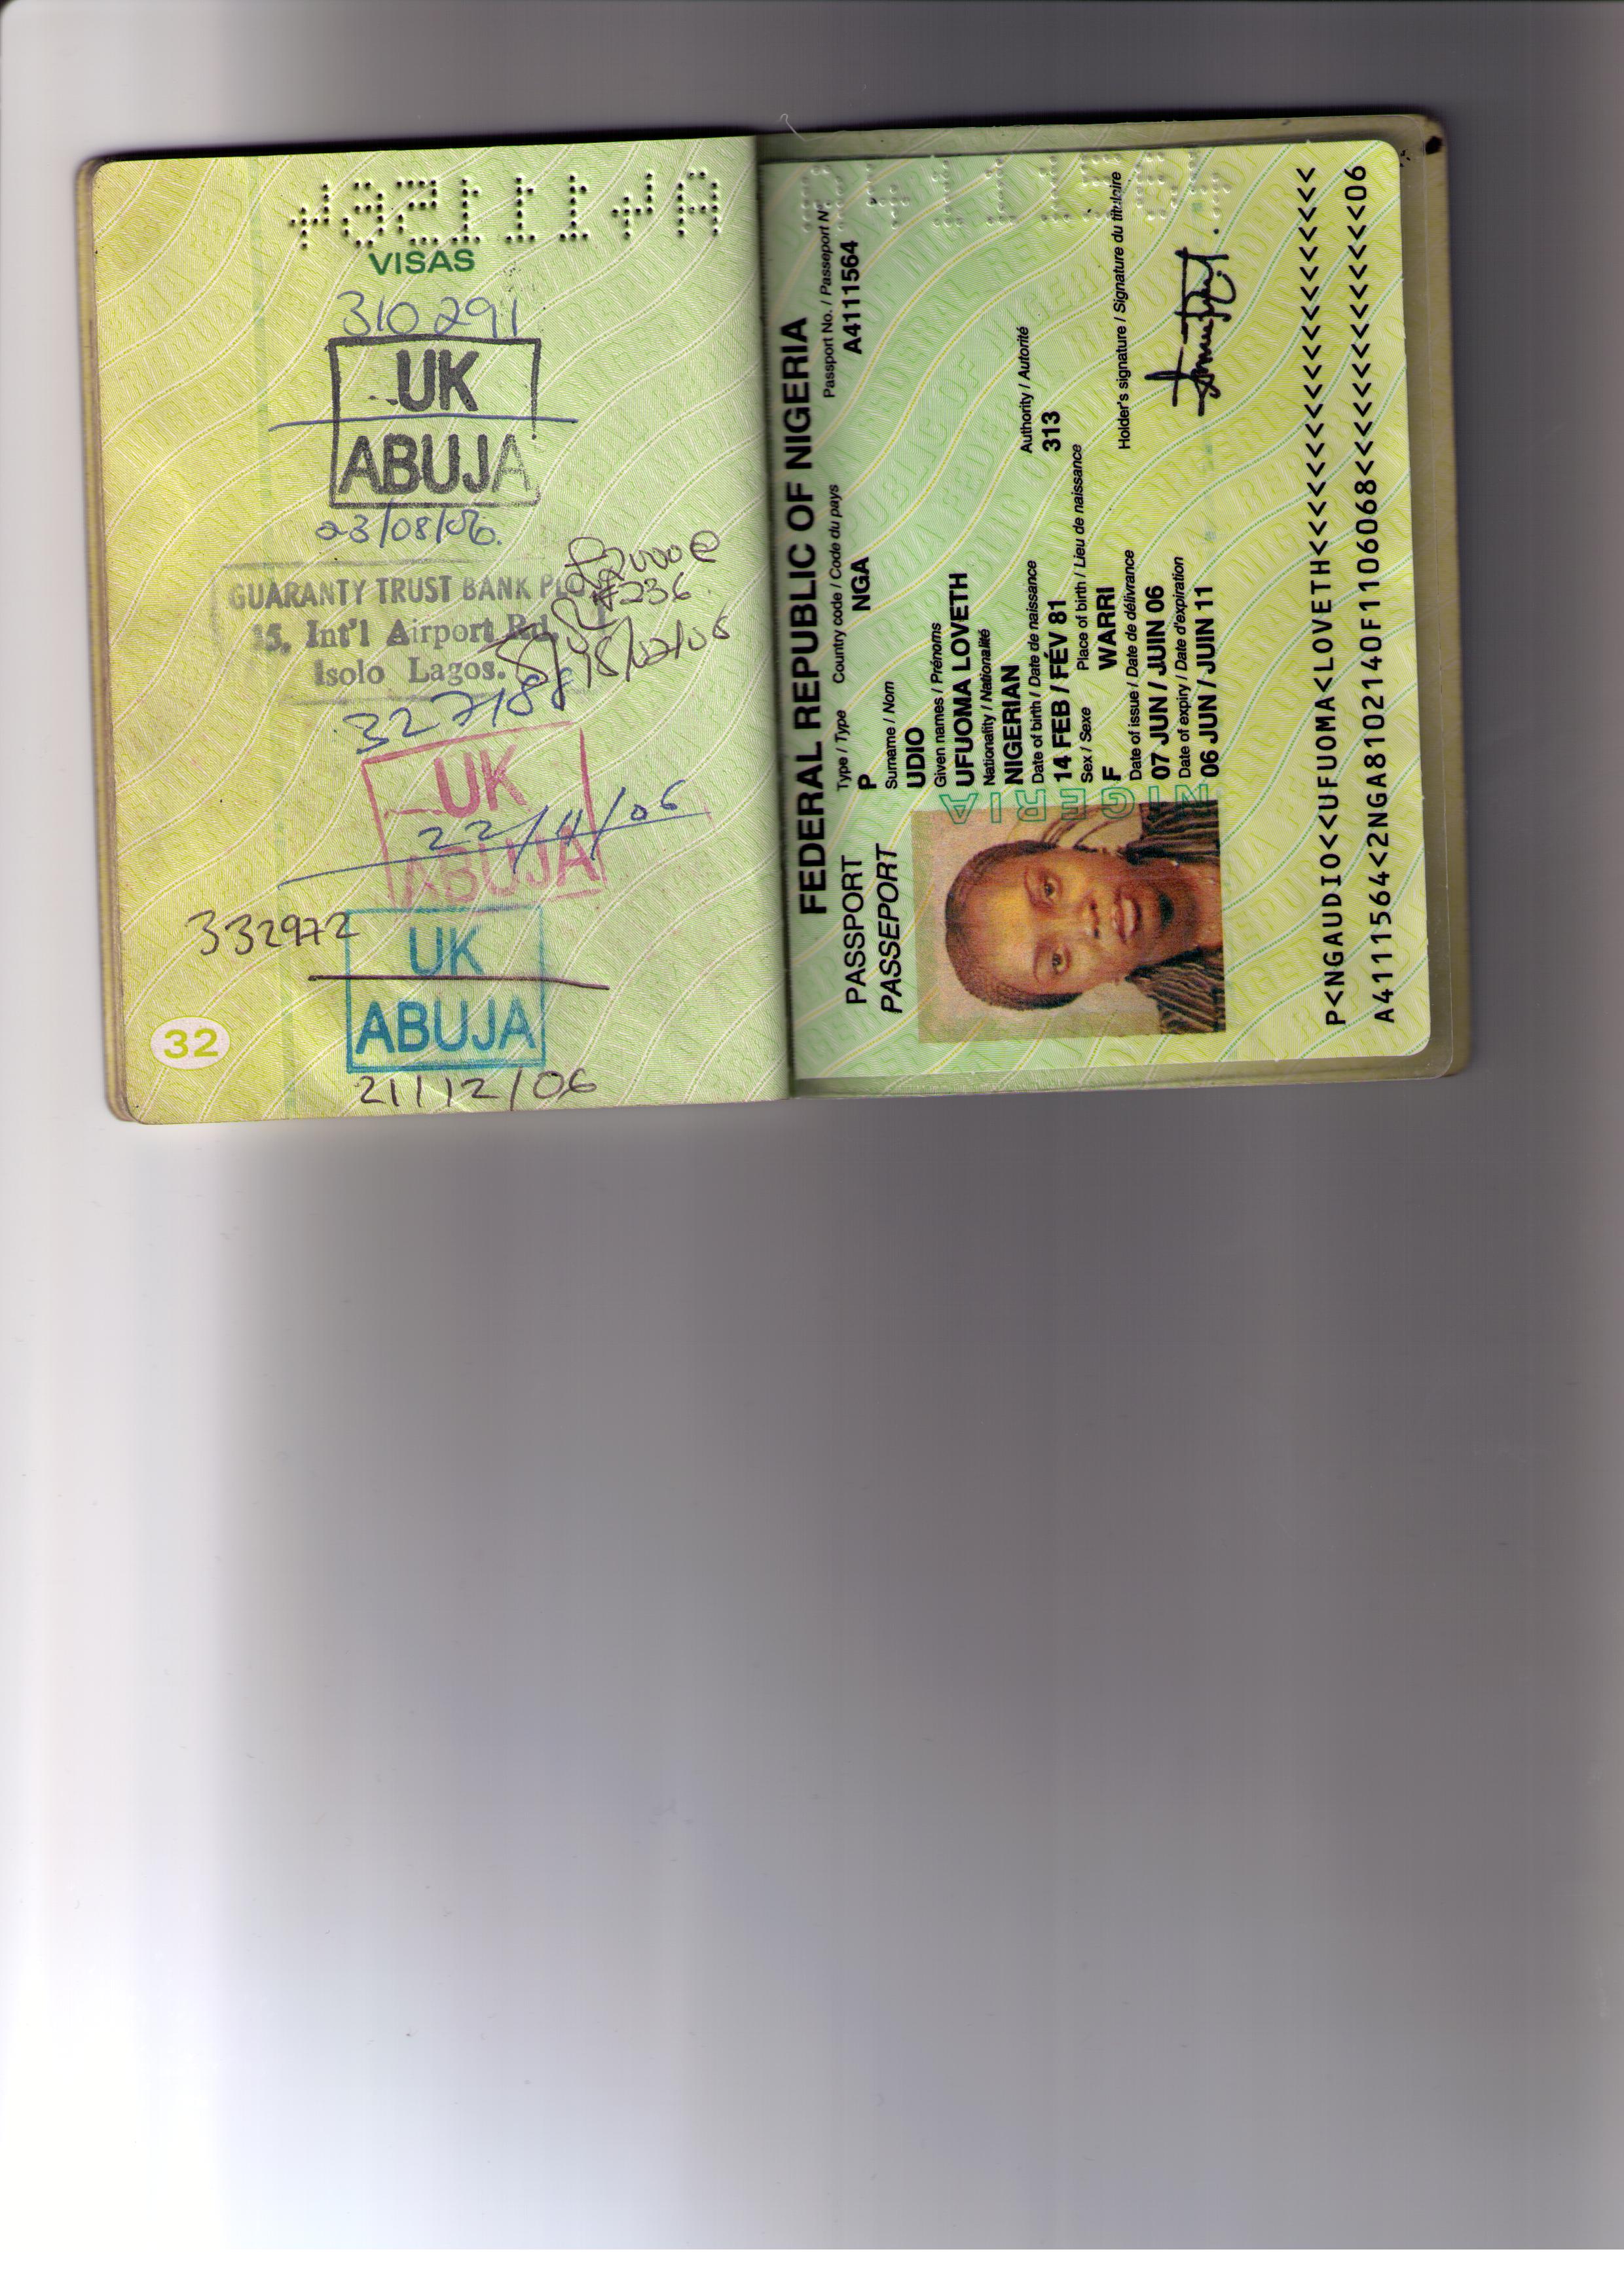 A4111564
VISAS
310291
UK
ABUJA
23/08/06.
GUARANTY TRUST BANK PLC
15, Int'l Airport Rd.
Isolo Lagos.
£2000 @
₦236
18/02/06
327188
UK
22/11/06
ABUJA
332972
UK
ABUJA
21/12/06
32
FEDERAL REPUBLIC OF NIGERIA
PASSPORT
PASSEPORT
Type / Type
Country code / Code du pays
Passport No. / Passeport N°
P
NGA
A4111564
Surname / Nom
UDIO
Given names / Prénoms
UFUOMA LOVETH
Nationality / Nationalité
NIGERIAN
Date of birth / Date de naissance
Authority / Autorité
14 FEB / FÉV 81
313
Sex / Sexe
Place of birth / Lieu de naissance
F
WARRI
Date of issue / Date de délivrance
Holder's signature / Signature du titulaire
07 JUN / JUIN 06
Date of expiry / Date d'expiration
06 JUN / JUIN 11
NIGERIA
P<NGAUDIO<<UFUOMA<LOVETH<<<<<<<<<<<<<<<<<<<<
A4111564<2NGA8102140F1106068<<<<<<<<<<<<<<06